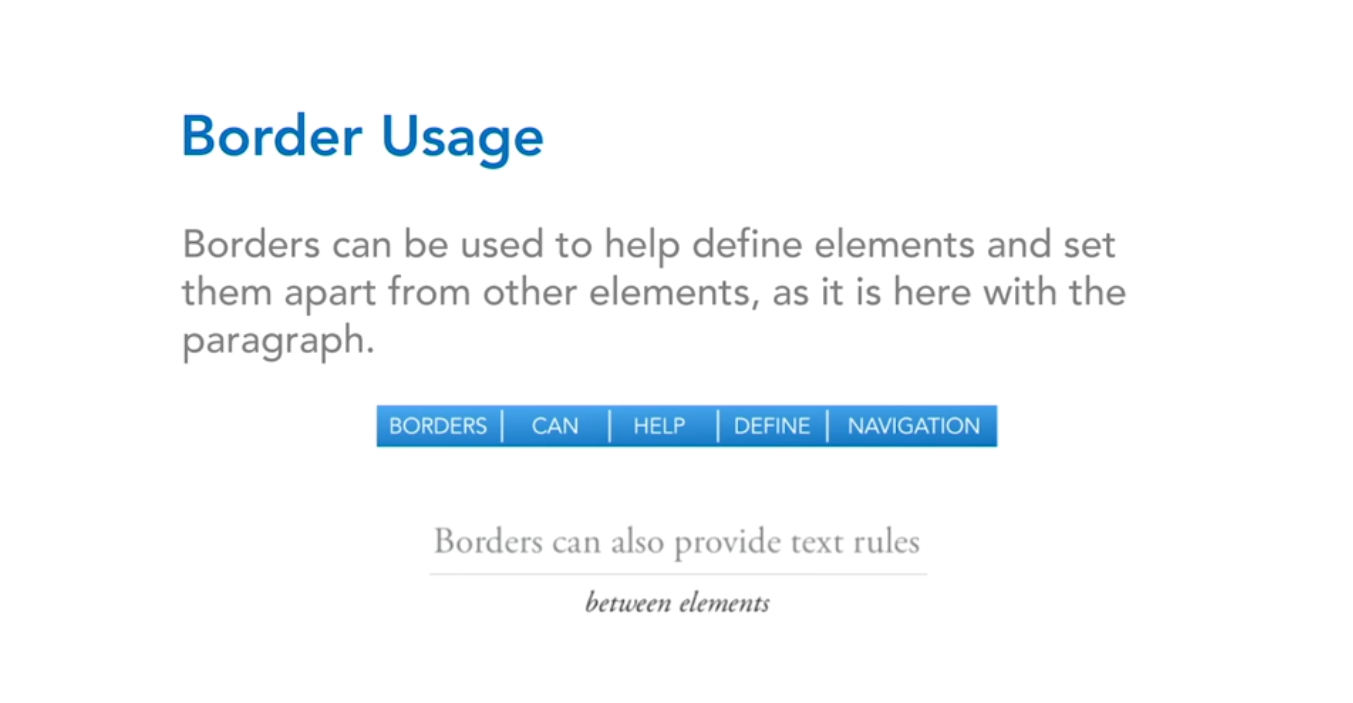 Border Usage
Borders can be used to help define elements and set
them apart from other elements, as it is here with the
paragraph.
BORDERS CAN HELP DEFINE NAVIGATION
Borders can also provide text rules
between elements